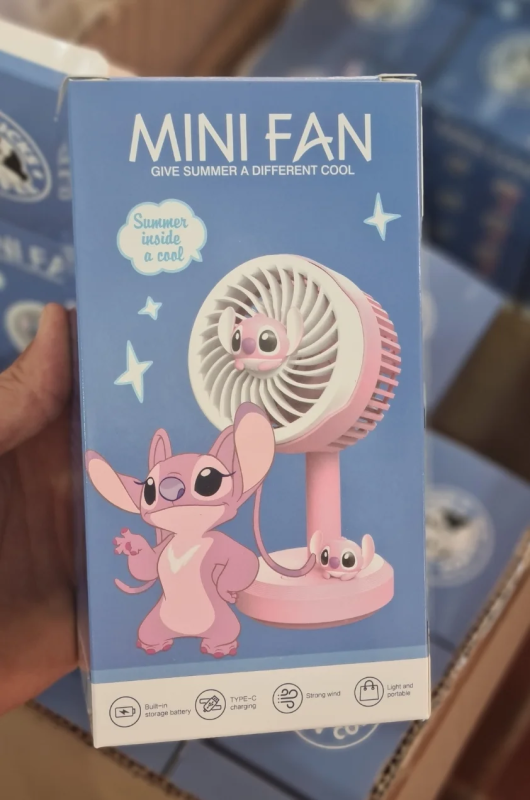 MINI FAN
GIVE SUMMER A DIFFERENT COOL
Summer
inside
a cool
Built-in
storage battery
TYPE-C
charging
Strong wind
Light and
portable